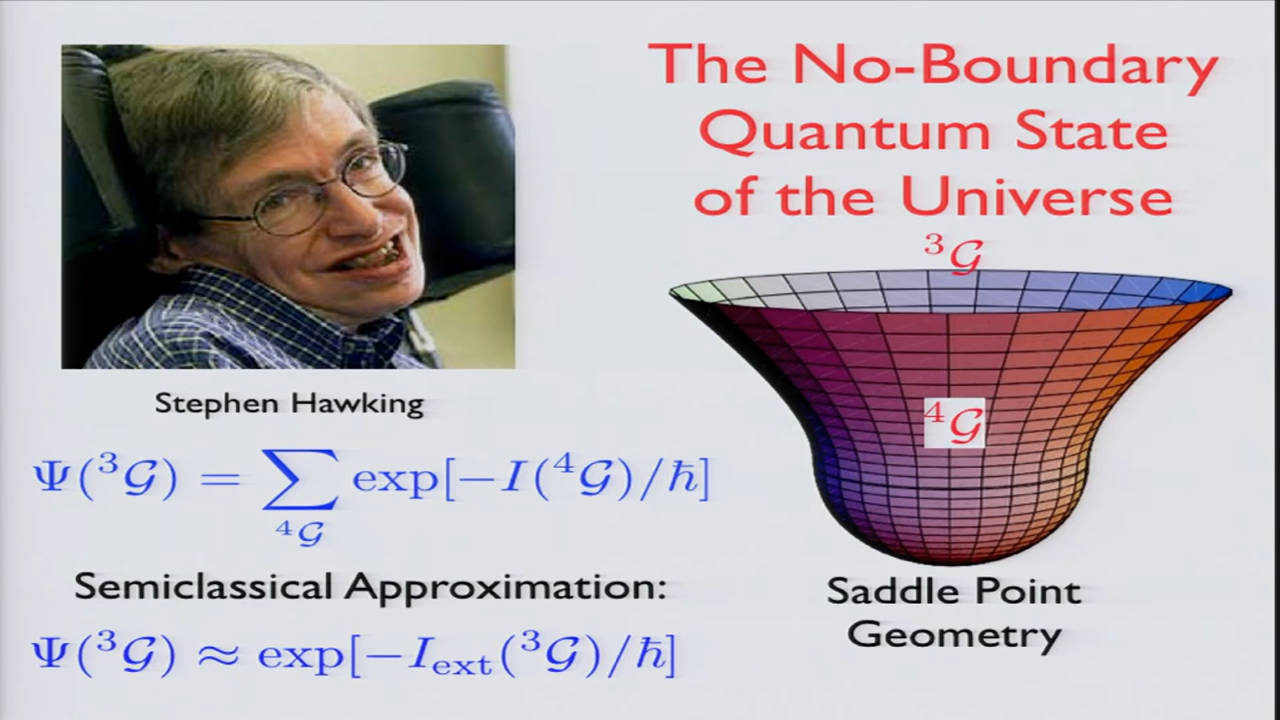 The No-Boundary
Quantum State
of the Universe
³𝒢
⁴𝒢
Stephen Hawking
Ψ(³𝒢) = ∑ exp[−I(⁴𝒢)/ħ]
⁴𝒢
Semiclassical Approximation:
Ψ(³𝒢) ≈ exp[−I_ext(³𝒢)/ħ]
Saddle Point
Geometry